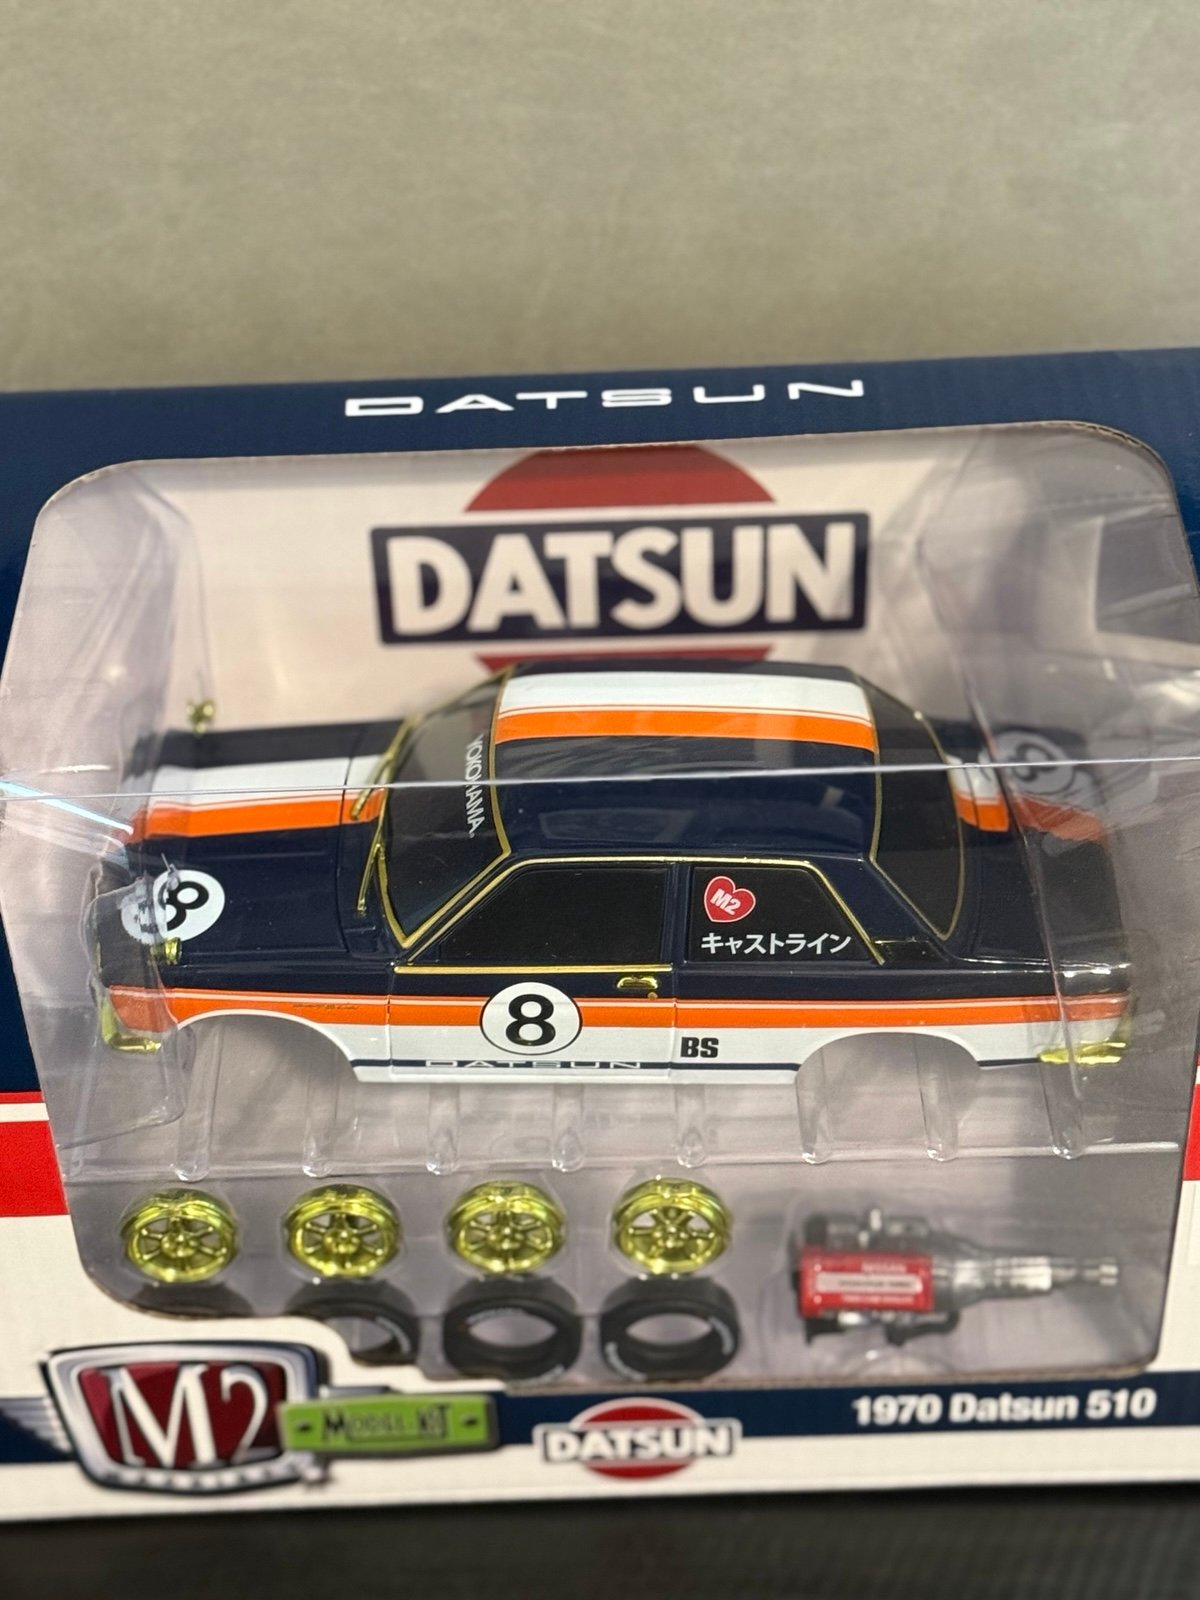 DATSUN
DATSUN
YOKOHAMA
8
M2
キャストライン
8
BS
DATSUN
M2
MODEL-KIT
DATSUN
1970 Datsun 510